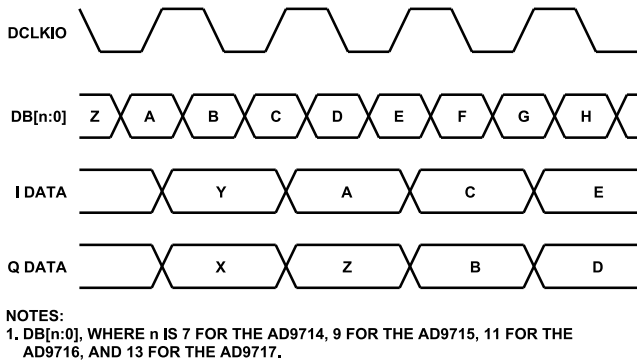 DCLKIO
DB[n:0] Z A B C D E F G H
I DATA Y A C E
Q DATA X Z B D
NOTES:
1. DB[n:0], WHERE n IS 7 FOR THE AD9714, 9 FOR THE AD9715, 11 FOR THE
AD9716, AND 13 FOR THE AD9717.